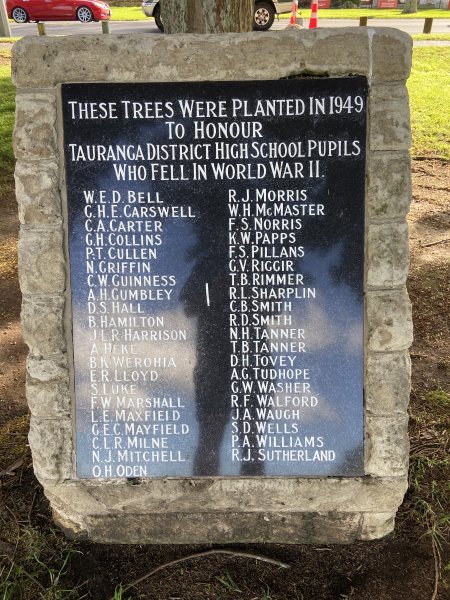 THESE TREES WERE PLANTED IN 1949
TO HONOUR
TAURANGA DISTRICT HIGH SCHOOL PUPILS
WHO FELL IN WORLD WAR II.
W.E.D. BELL
G.H.E. CARSWELL
C.A. CARTER
G.H. COLLINS
P.T. CULLEN
N. GRIFFIN
C.W. GUINNESS
A.H. GUMBLEY
D.S. HALL
B. HAMILTON
J.L.R. HARRISON
A. HEKE
B.K. WEROHIA
E.R. LLOYD
S. LUKE
F.W. MARSHALL
L.E. MAXFIELD
G.E.C. MAYFIELD
C.L.R. MILNE
N.J. MITCHELL
O.H. ODEN
R.J. MORRIS
W.H. MCMASTER
F.S. NORRIS
K.W. PAPPS
F.S. PILLANS
G.V. RIGGIR
T.B. RIMMER
R.L. SHARPLIN
C.B. SMITH
R.D. SMITH
N.H. TANNER
T.B. TANNER
D.H. TOVEY
A.G. TUDHOPE
G.W. WASHER
R.F. WALFORD
J.A. WAUGH
S.D. WELLS
P.A. WILLIAMS
R.J. SUTHERLAND